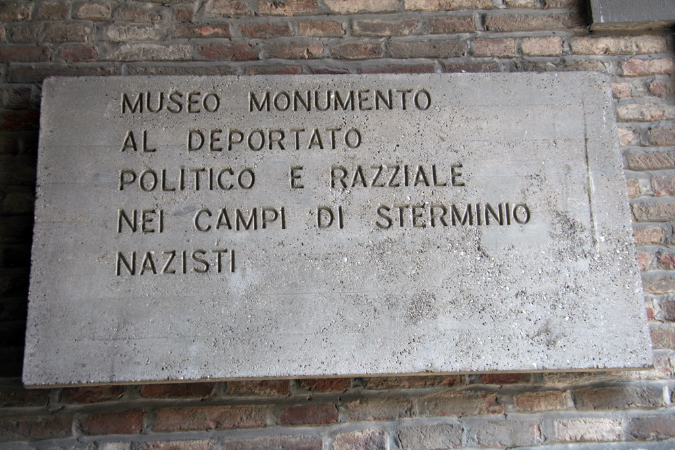 MUSEO MONUMENTO
AL DEPORTATO
POLITICO E RAZZIALE
NEI CAMPI DI STERMINIO
NAZISTI